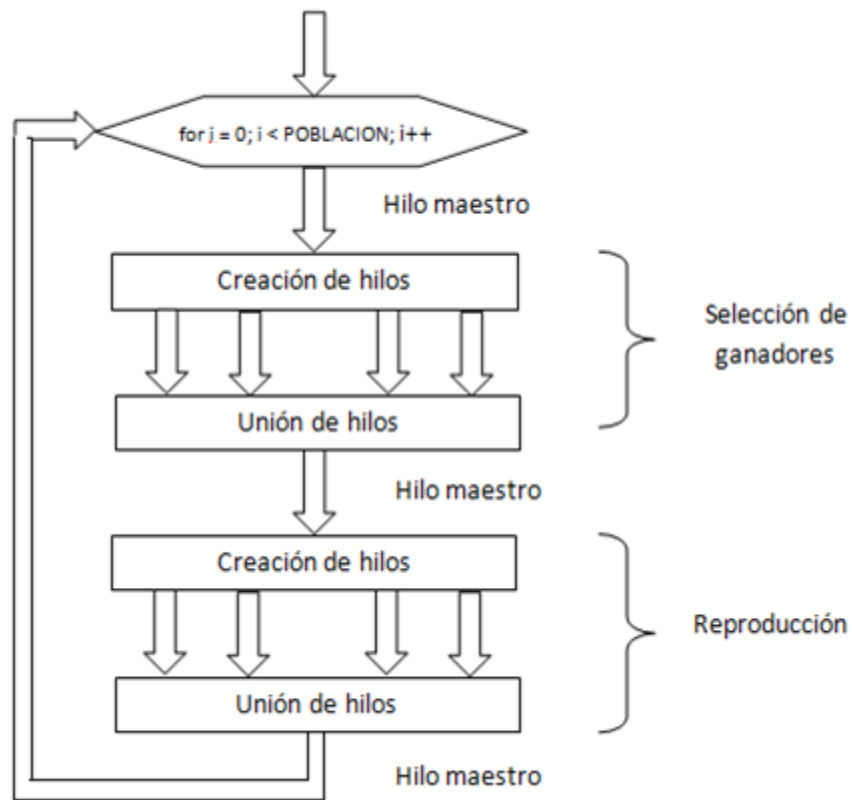 for j = 0; i < POBLACION; i++
Hilo maestro
Creación de hilos
Selección de
ganadores
Unión de hilos
Hilo maestro
Creación de hilos
Reproducción
Unión de hilos
Hilo maestro